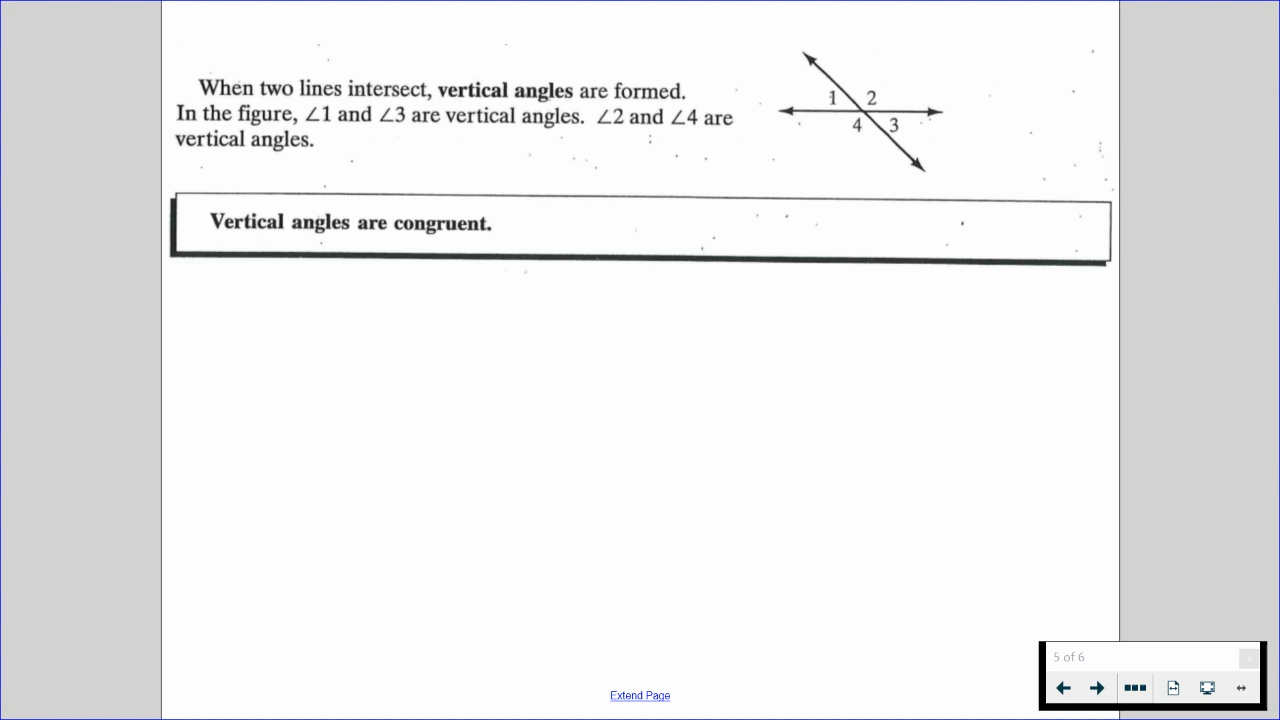 When two lines intersect, vertical angles are formed.
In the figure, ∠1 and ∠3 are vertical angles. ∠2 and ∠4 are
vertical angles.
1 2
4 3
Vertical angles are congruent.
Extend Page
5 of 6